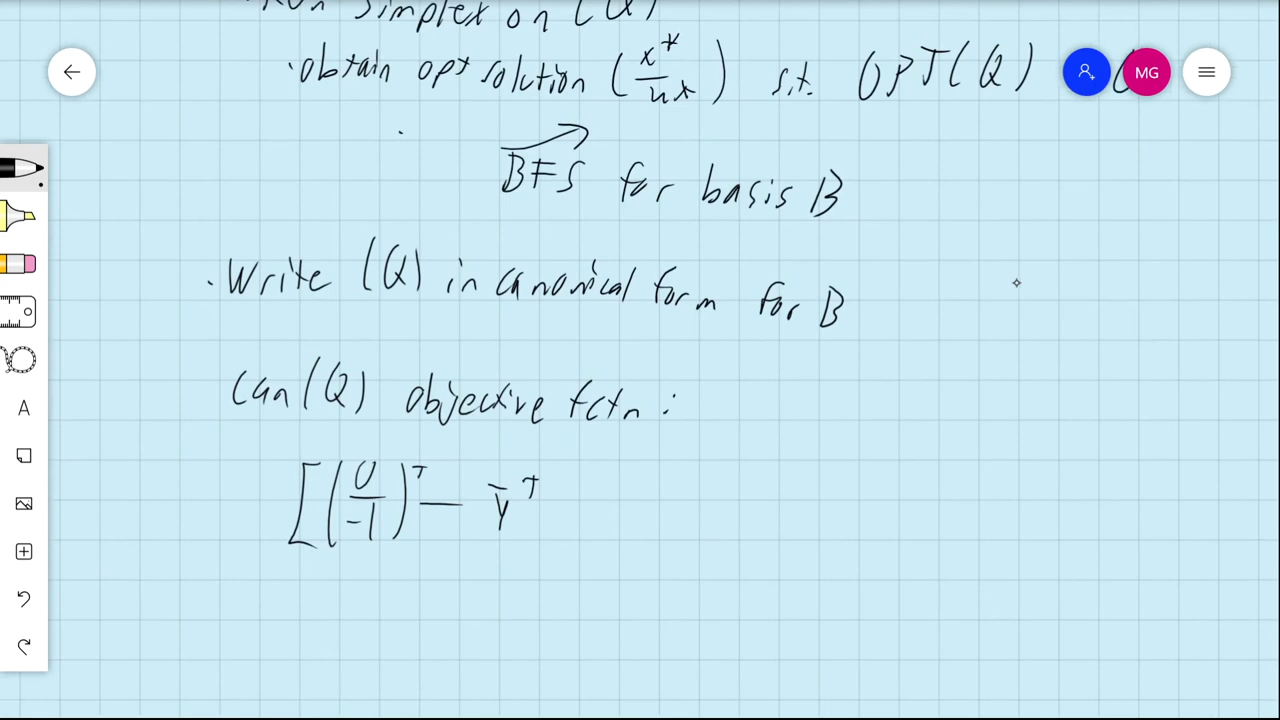 Run Simplex on (Q)
· obtain opt solution (x*/u*) s.t. OPT(Q)
MG
BFS for basis B
· Write (Q) in canonical form for B
can(Q) objective fctn :
[(0/-1)ᵀ — ȳᵀ
A